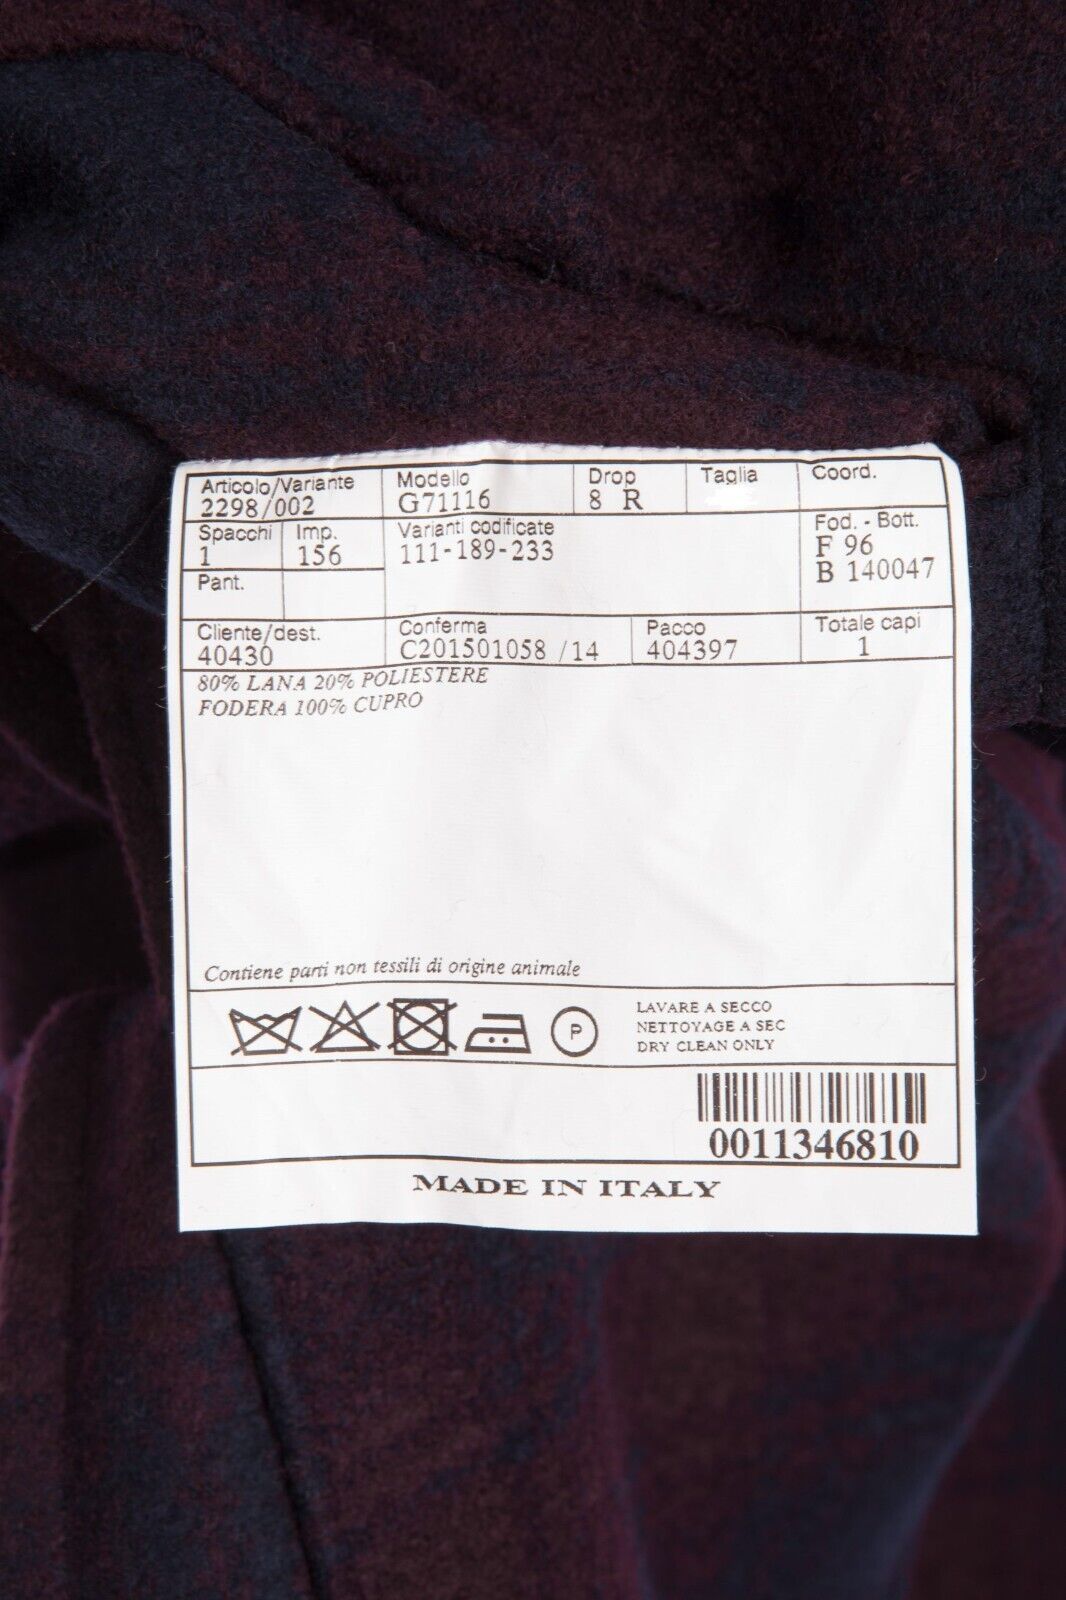 Articolo/Variante Modello Drop Taglia Coord.
2298/002 G71116 8 R
Spacchi Imp. Varianti codificate Fod. - Bott.
1 156 111-189-233 F 96
Pant. B 140047
Cliente/dest. Conferma Pacco Totale capi
40430 C201501058 /14 404397 1
80% LANA 20% POLIESTERE
FODERA 100% CUPRO
Contiene parti non tessili di origine animale
P
LAVARE A SECCO
NETTOYAGE A SEC
DRY CLEAN ONLY
0011346810
MADE IN ITALY